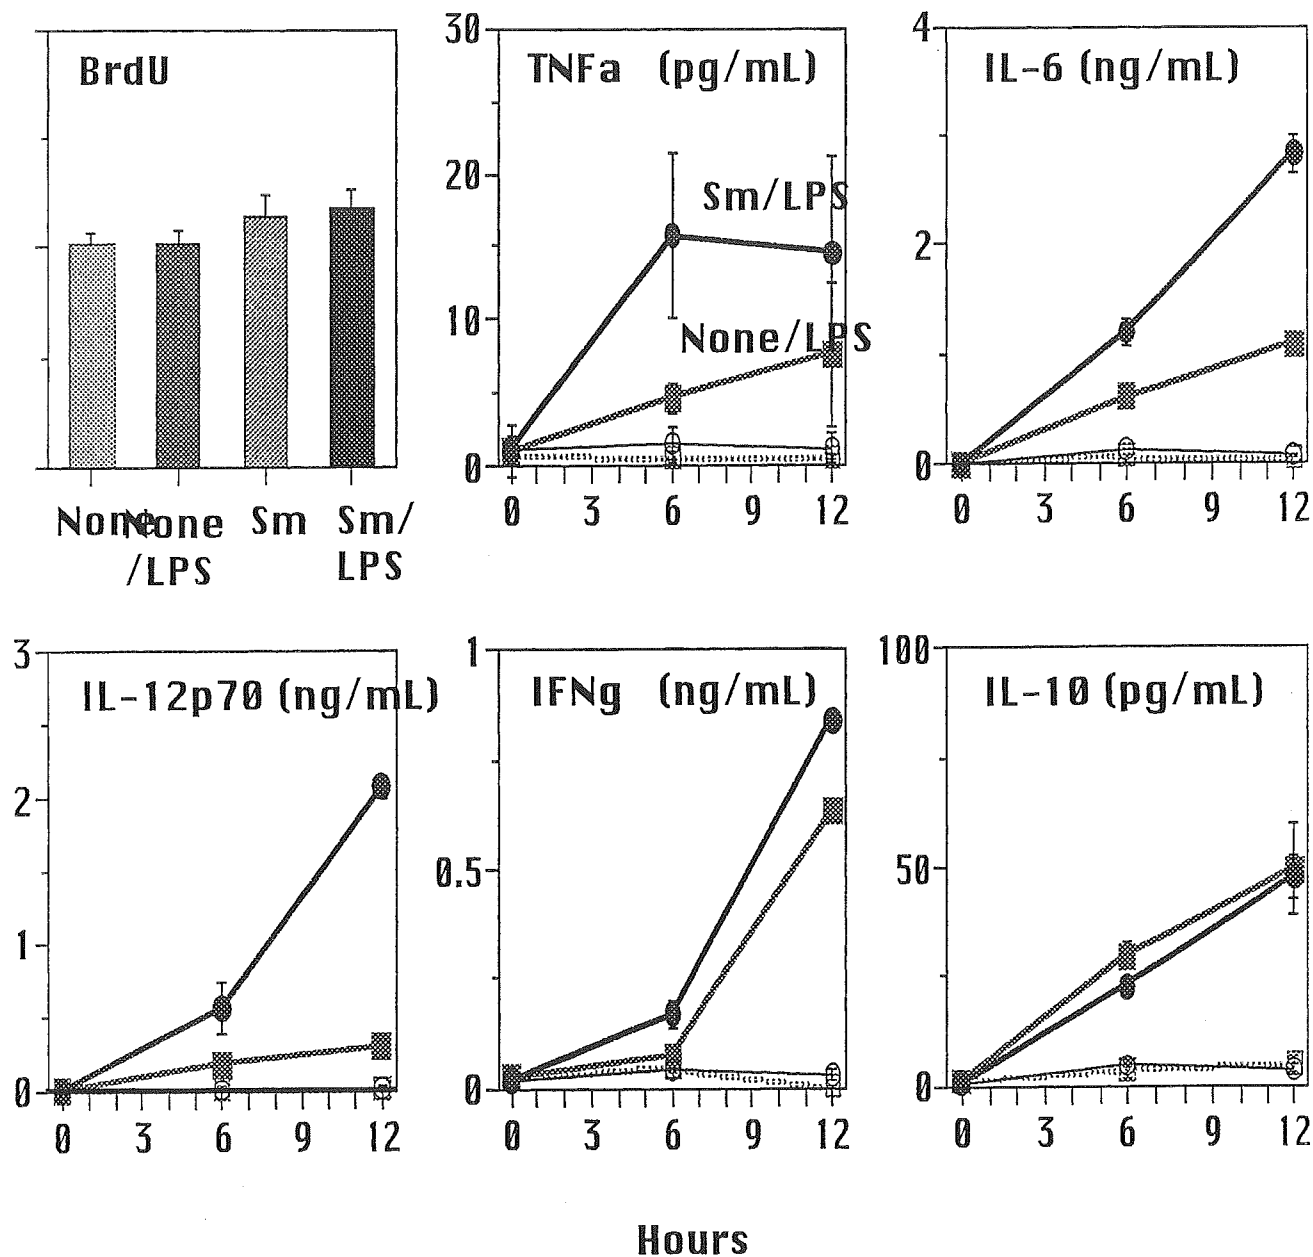 BrdU
None
None
/LPS
Sm
Sm/
LPS
30
20
10
0
TNFa (pg/mL)
Sm/LPS
None/LPS
0 3 6 9 12
4
2
0
IL-6 (ng/mL)
0 3 6 9 12
3
2
1
0
IL-12p70 (ng/mL)
0 3 6 9 12
1
0.5
0
IFNg (ng/mL)
0 3 6 9 12
100
50
0
IL-10 (pg/mL)
0 3 6 9 12
Hours